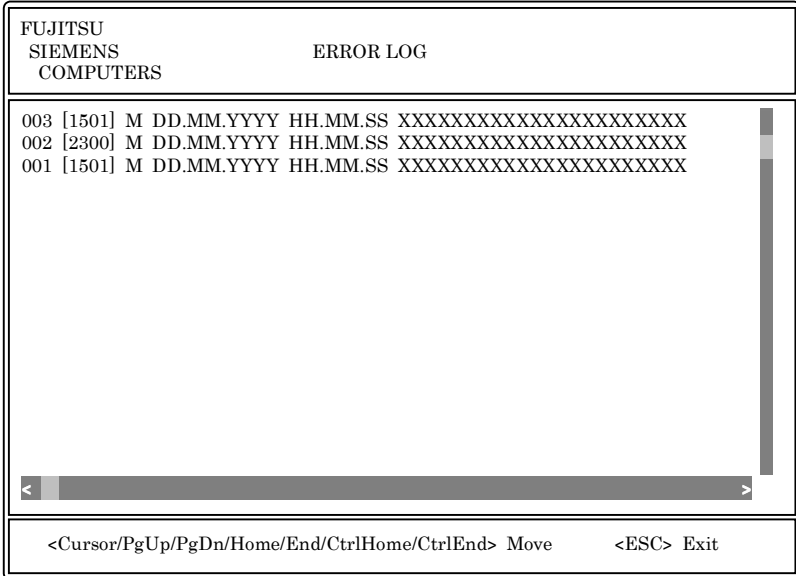 FUJITSU
SIEMENS ERROR LOG
COMPUTERS
003 [1501] M DD.MM.YYYY HH.MM.SS XXXXXXXXXXXXXXXXXXXXXX
002 [2300] M DD.MM.YYYY HH.MM.SS XXXXXXXXXXXXXXXXXXXXXX
001 [1501] M DD.MM.YYYY HH.MM.SS XXXXXXXXXXXXXXXXXXXXXX
< >
<Cursor/PgUp/PgDn/Home/End/CtrlHome/CtrlEnd> Move <ESC> Exit